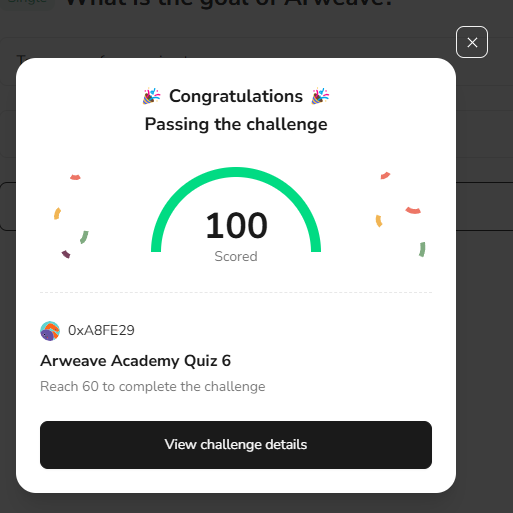 What is the goal of Arweave?
Congratulations
Passing the challenge
100
Scored
0xA8FE29
Arweave Academy Quiz 6
Reach 60 to complete the challenge
View challenge details